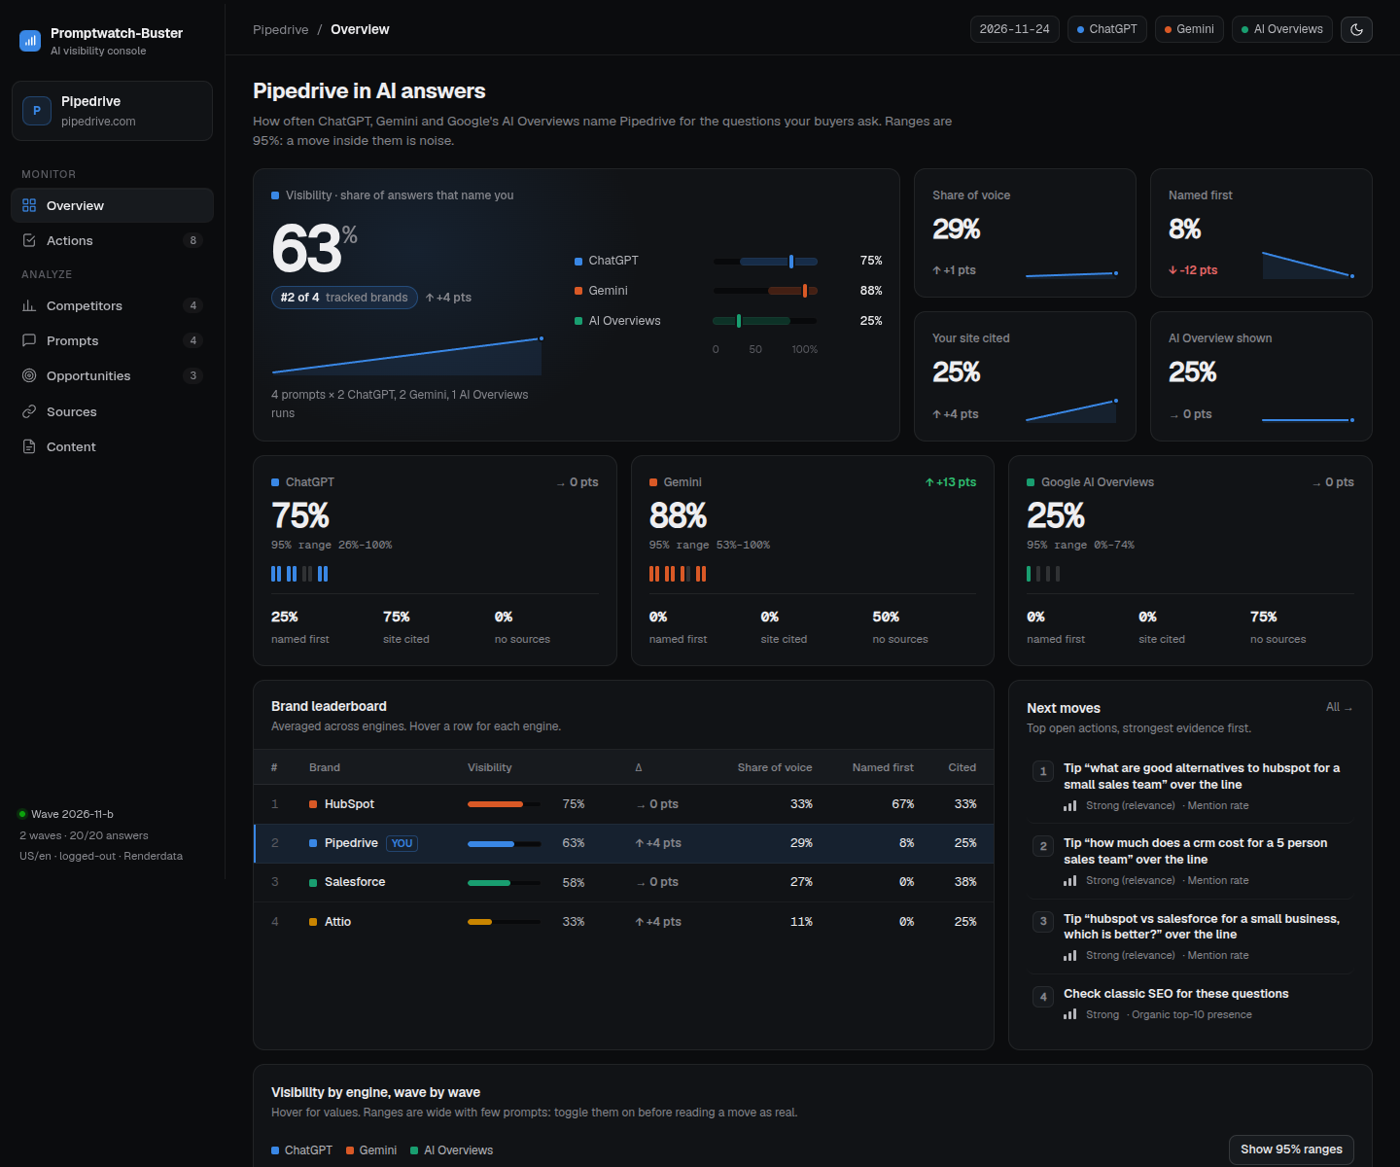 Promptwatch-Buster
AI visibility console
P
Pipedrive
pipedrive.com
MONITOR
Overview
Actions 8
ANALYZE
Competitors 4
Prompts 4
Opportunities 3
Sources
Content
Wave 2026-11-b
2 waves · 20/20 answers
US/en · logged-out · Renderdata
Pipedrive / Overview
2026-11-24 ChatGPT Gemini AI Overviews
Pipedrive in AI answers
How often ChatGPT, Gemini and Google's AI Overviews name Pipedrive for the questions your buyers ask. Ranges are
95%: a move inside them is noise.
Visibility · share of answers that name you
63%
#2 of 4 tracked brands ↑ +4 pts
4 prompts × 2 ChatGPT, 2 Gemini, 1 AI Overviews
runs
ChatGPT 75%
Gemini 88%
AI Overviews 25%
0 50 100%
Share of voice
29%
↑ +1 pts
Named first
8%
↓ -12 pts
Your site cited
25%
↑ +4 pts
AI Overview shown
25%
→ 0 pts
ChatGPT → 0 pts
75%
95% range 26%–100%
25% 75% 0%
named first site cited no sources
Gemini ↑ +13 pts
88%
95% range 53%–100%
0% 0% 50%
named first site cited no sources
Google AI Overviews → 0 pts
25%
95% range 0%–74%
0% 0% 75%
named first site cited no sources
Brand leaderboard
Averaged across engines. Hover a row for each engine.
# Brand Visibility Δ Share of voice Named first Cited
1 HubSpot 75% → 0 pts 33% 67% 33%
2 Pipedrive YOU 63% ↑ +4 pts 29% 8% 25%
3 Salesforce 58% → 0 pts 27% 0% 38%
4 Attio 33% ↑ +4 pts 11% 0% 25%
Next moves All →
Top open actions, strongest evidence first.
1 Tip “what are good alternatives to hubspot for a
small sales team” over the line
Strong (relevance) · Mention rate
2 Tip “how much does a crm cost for a 5 person
sales team” over the line
Strong (relevance) · Mention rate
3 Tip “hubspot vs salesforce for a small business,
which is better?” over the line
Strong (relevance) · Mention rate
4 Check classic SEO for these questions
Strong · Organic top-10 presence
Visibility by engine, wave by wave
Hover for values. Ranges are wide with few prompts: toggle them on before reading a move as real.
ChatGPT Gemini AI Overviews
Show 95% ranges